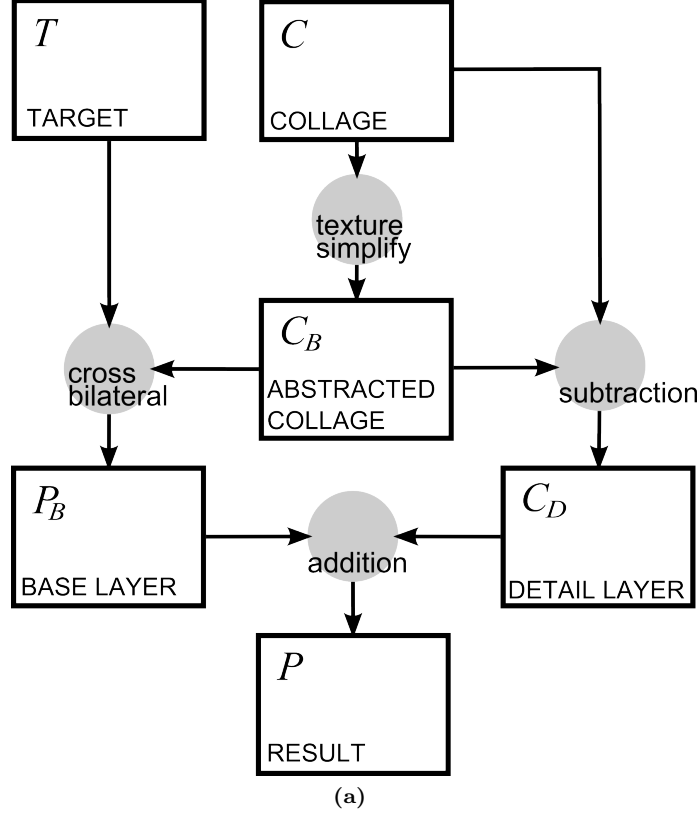 T
TARGET
C
COLLAGE
texture
simplify
C_B
ABSTRACTED
COLLAGE
cross
bilateral
subtraction
P_B
BASE LAYER
addition
C_D
DETAIL LAYER
P
RESULT
(a)